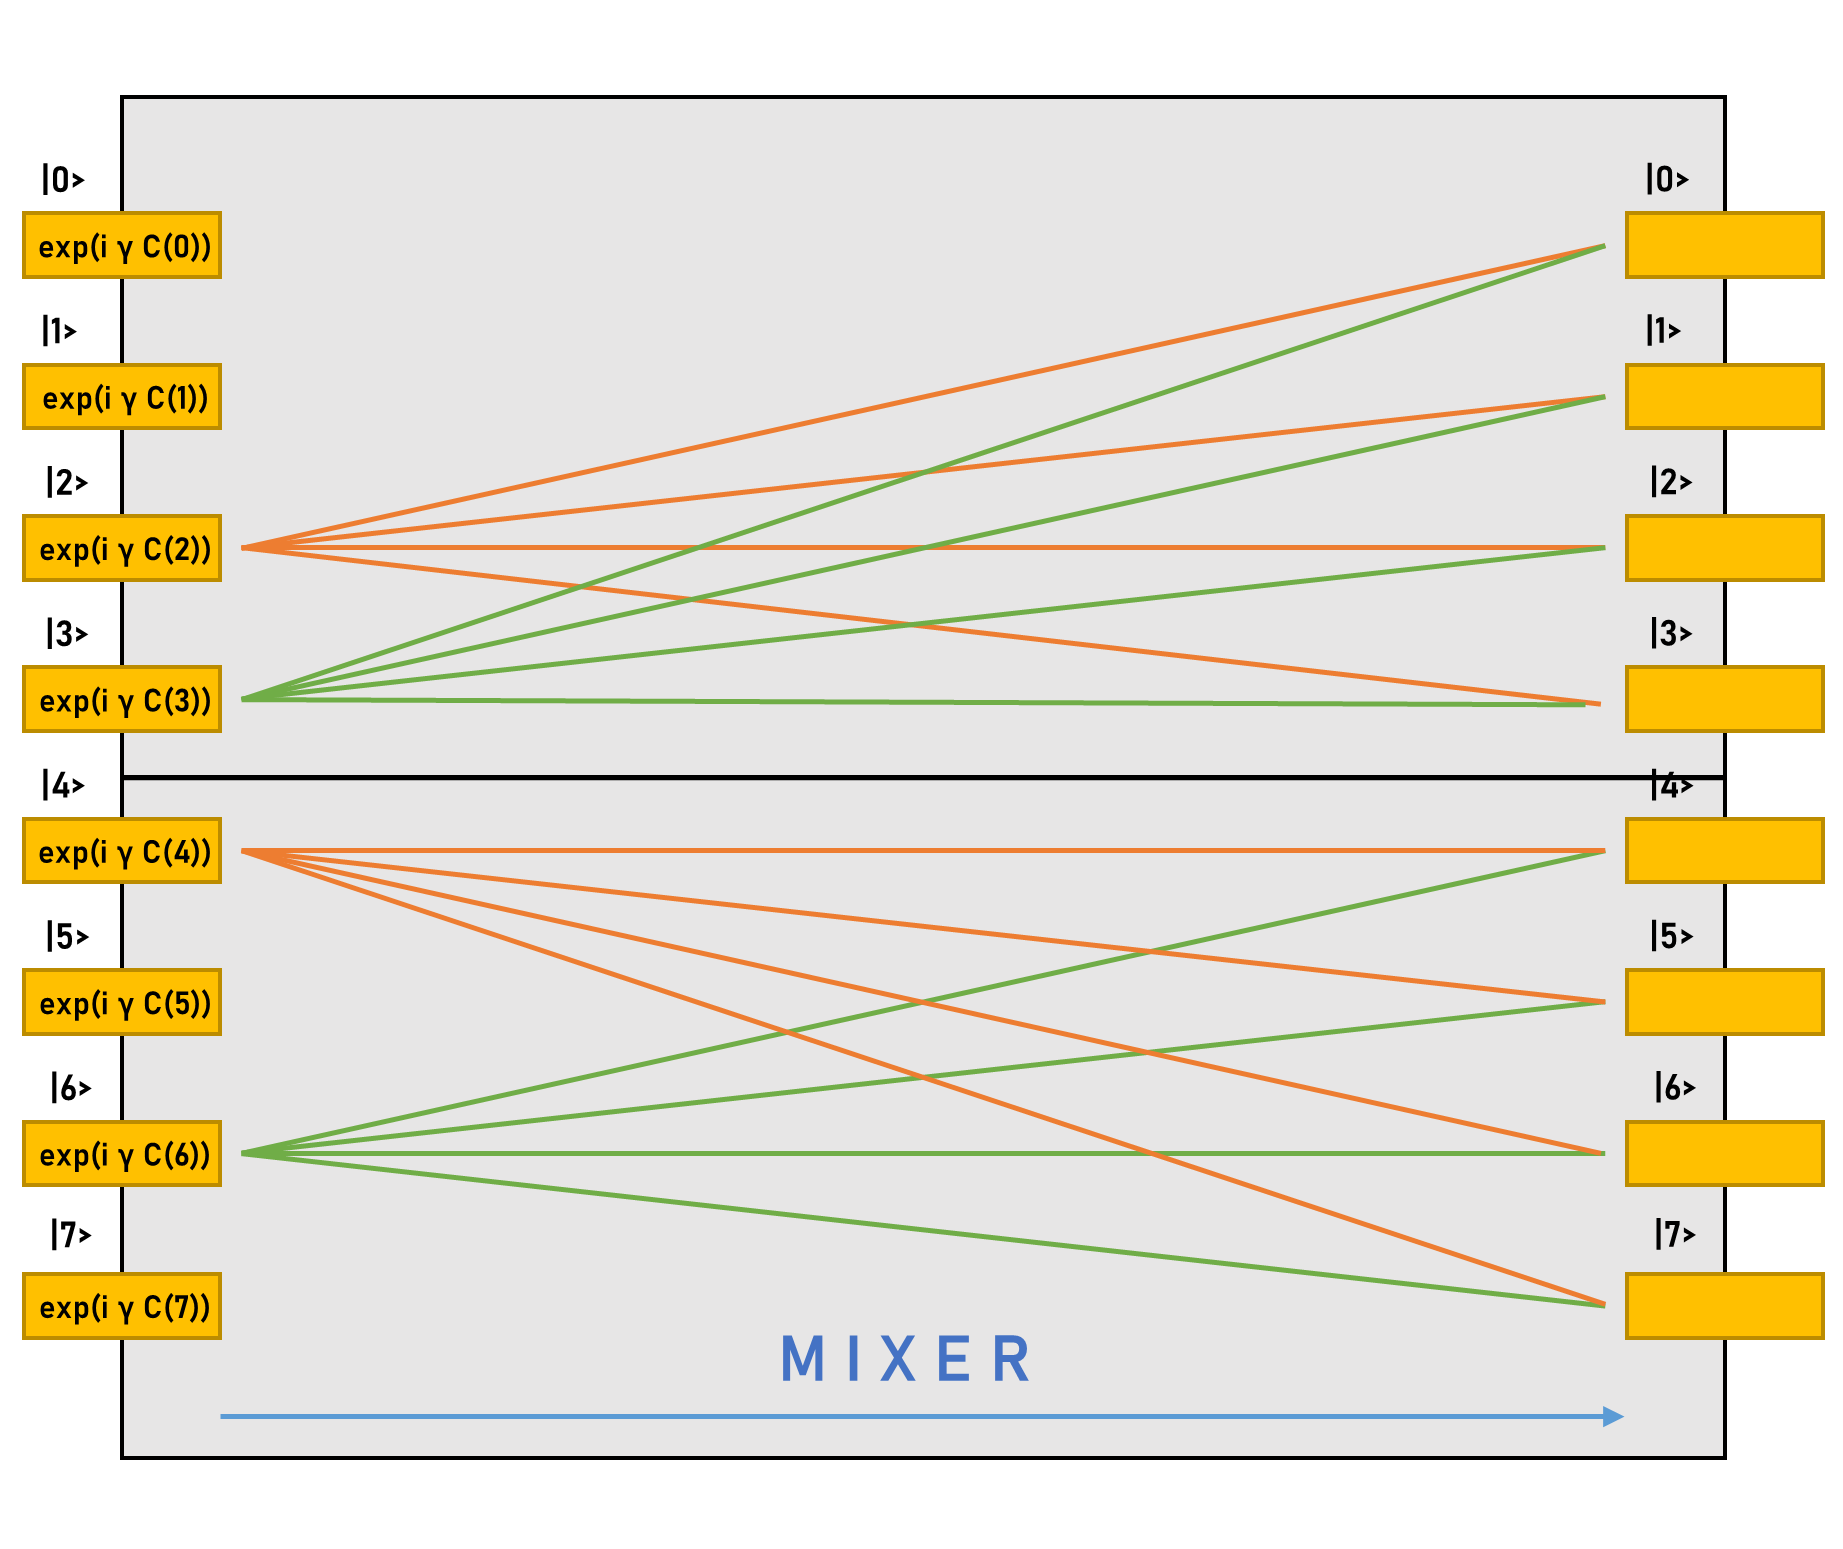 |0>
|0>
exp(i γ C(0))
|1>
|1>
exp(i γ C(1))
|2>
|2>
exp(i γ C(2))
|3>
|3>
exp(i γ C(3))
|4>
|4>
exp(i γ C(4))
|5>
|5>
exp(i γ C(5))
|6>
|6>
exp(i γ C(6))
|7>
|7>
exp(i γ C(7))
MIXER